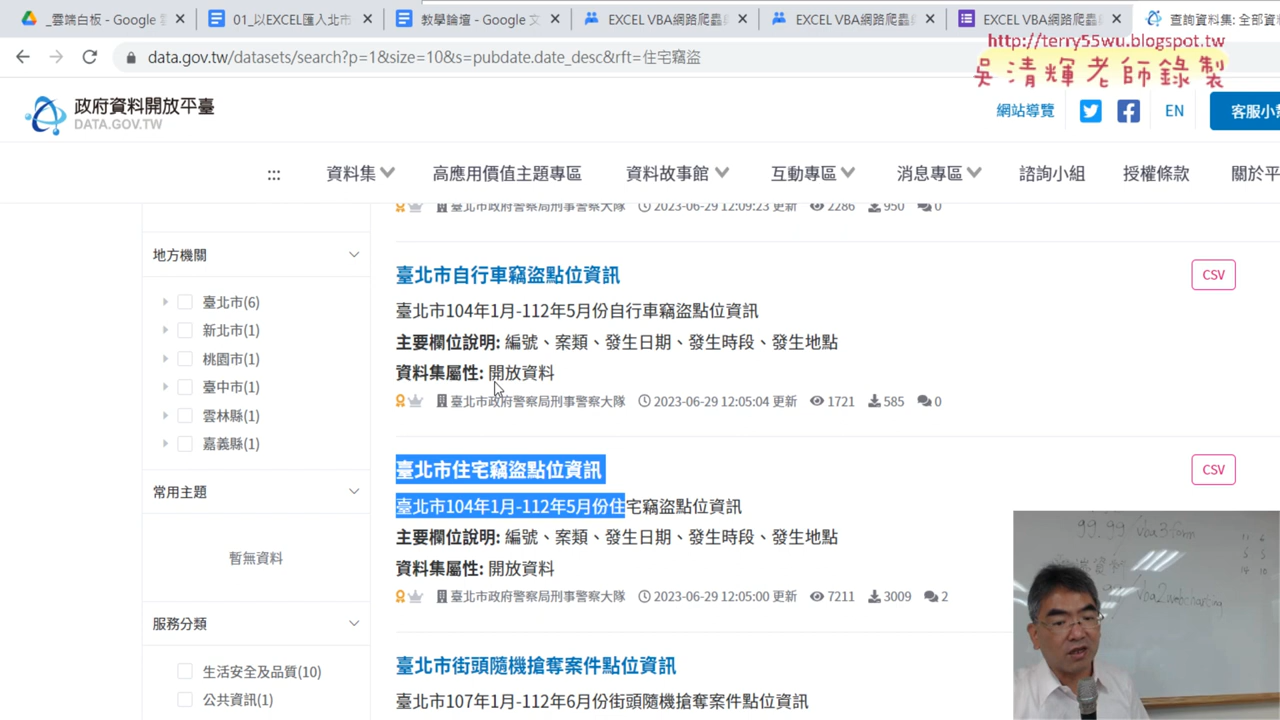 _雲端白板 - Google 
01_以EXCEL匯入北市
教學論壇 - Google 文
EXCEL VBA網路爬蟲
EXCEL VBA網路爬蟲
EXCEL VBA網路爬蟲
查詢資料集: 全部資
data.gov.tw/datasets/search?p=1&size=10&s=pubdate.date_desc&rft=住宅竊盜
http://terry55wu.blogspot.tw
吳清輝老師錄製
政府資料開放平臺
DATA.GOV.TW
網站導覽
EN
客服小
:::
資料集
高應用價值主題專區
資料故事館
互動專區
消息專區
諮詢小組
授權條款
關於平
臺北市政府警察局刑事警察大隊 2023-06-29 12:09:23 更新 2286 950 0
地方機關
臺北市(6)
新北市(1)
桃園市(1)
臺中市(1)
雲林縣(1)
嘉義縣(1)
常用主題
暫無資料
服務分類
生活安全及品質(10)
公共資訊(1)
臺北市自行車竊盜點位資訊
CSV
臺北市104年1月-112年5月份自行車竊盜點位資訊
主要欄位說明: 編號、案類、發生日期、發生時段、發生地點
資料集屬性: 開放資料
臺北市政府警察局刑事警察大隊 2023-06-29 12:05:04 更新 1721 585 0
臺北市住宅竊盜點位資訊
CSV
臺北市104年1月-112年5月份住宅竊盜點位資訊
主要欄位說明: 編號、案類、發生日期、發生時段、發生地點
資料集屬性: 開放資料
臺北市政府警察局刑事警察大隊 2023-06-29 12:05:00 更新 7211 3009 2
臺北市街頭隨機搶奪案件點位資訊
臺北市107年1月-112年6月份街頭隨機搶奪案件點位資訊
99.99/vba3form